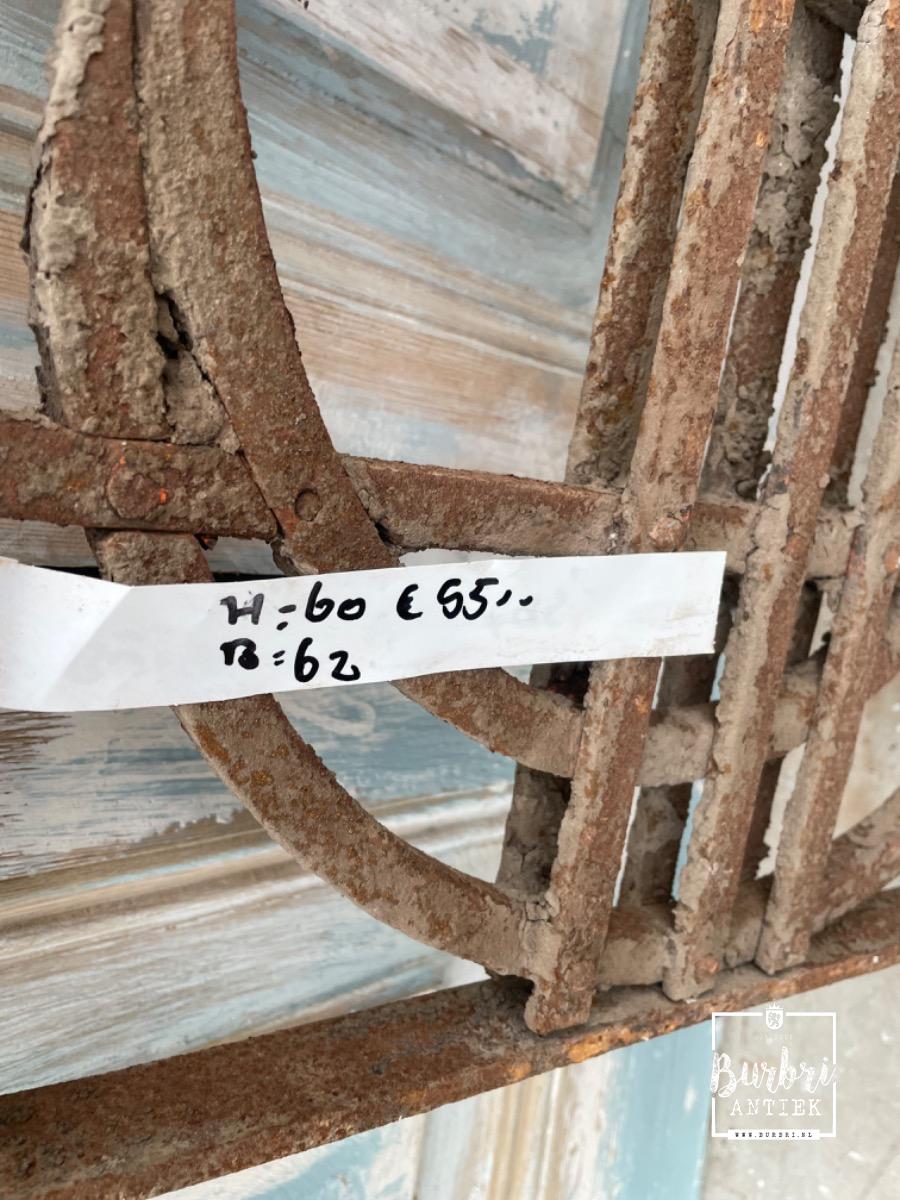 H=60 € 55,..
B=62
Burbri
ANTIEK
WWW.BURBRI.NL